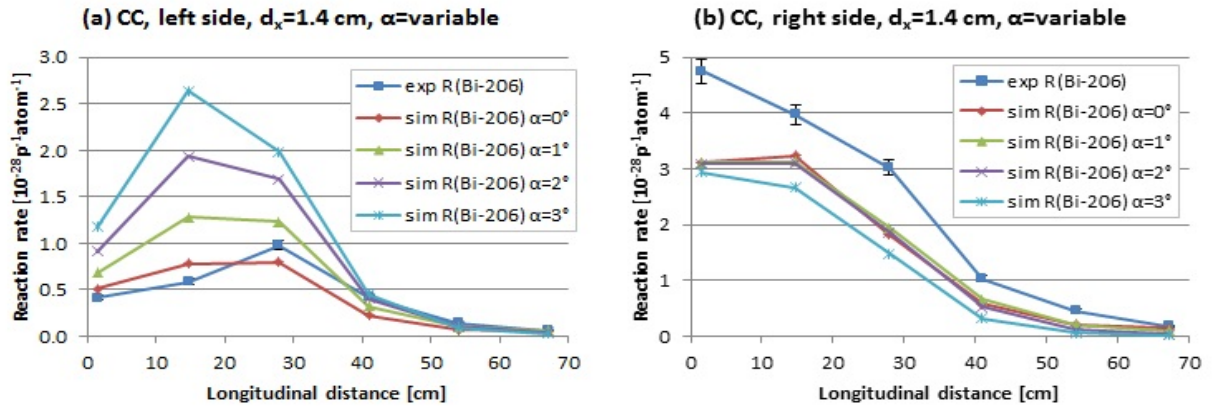 (a) CC, left side, dₓ=1.4 cm, α=variable
Reaction rate [10⁻²⁸p⁻¹atom⁻¹]
3.0
2.5
2.0
1.5
1.0
0.5
0.0
exp R(Bi-206)
sim R(Bi-206) α=0°
sim R(Bi-206) α=1°
sim R(Bi-206) α=2°
sim R(Bi-206) α=3°
0 10 20 30 40 50 60 70
Longitudinal distance [cm]
(b) CC, right side, dₓ=1.4 cm, α=variable
Reaction rate [10⁻²⁸p⁻¹atom⁻¹]
5
4
3
2
1
0
exp R(Bi-206)
sim R(Bi-206) α=0°
sim R(Bi-206) α=1°
sim R(Bi-206) α=2°
sim R(Bi-206) α=3°
0 10 20 30 40 50 60 70
Longitudinal distance [cm]